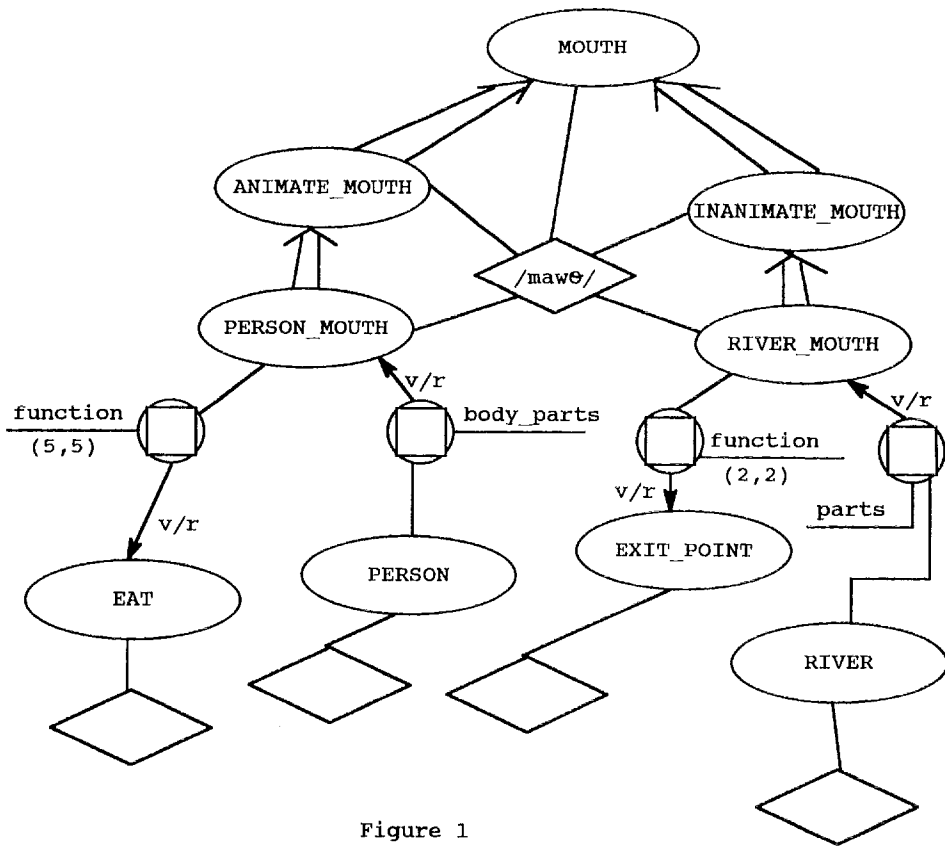 MOUTH
ANIMATE_MOUTH
INANIMATE_MOUTH
/mawɵ/
PERSON_MOUTH
RIVER_MOUTH
v/r
v/r
function
(5,5)
body_parts
function
(2,2)
v/r
v/r
parts
EXIT_POINT
PERSON
EAT
RIVER
Figure 1